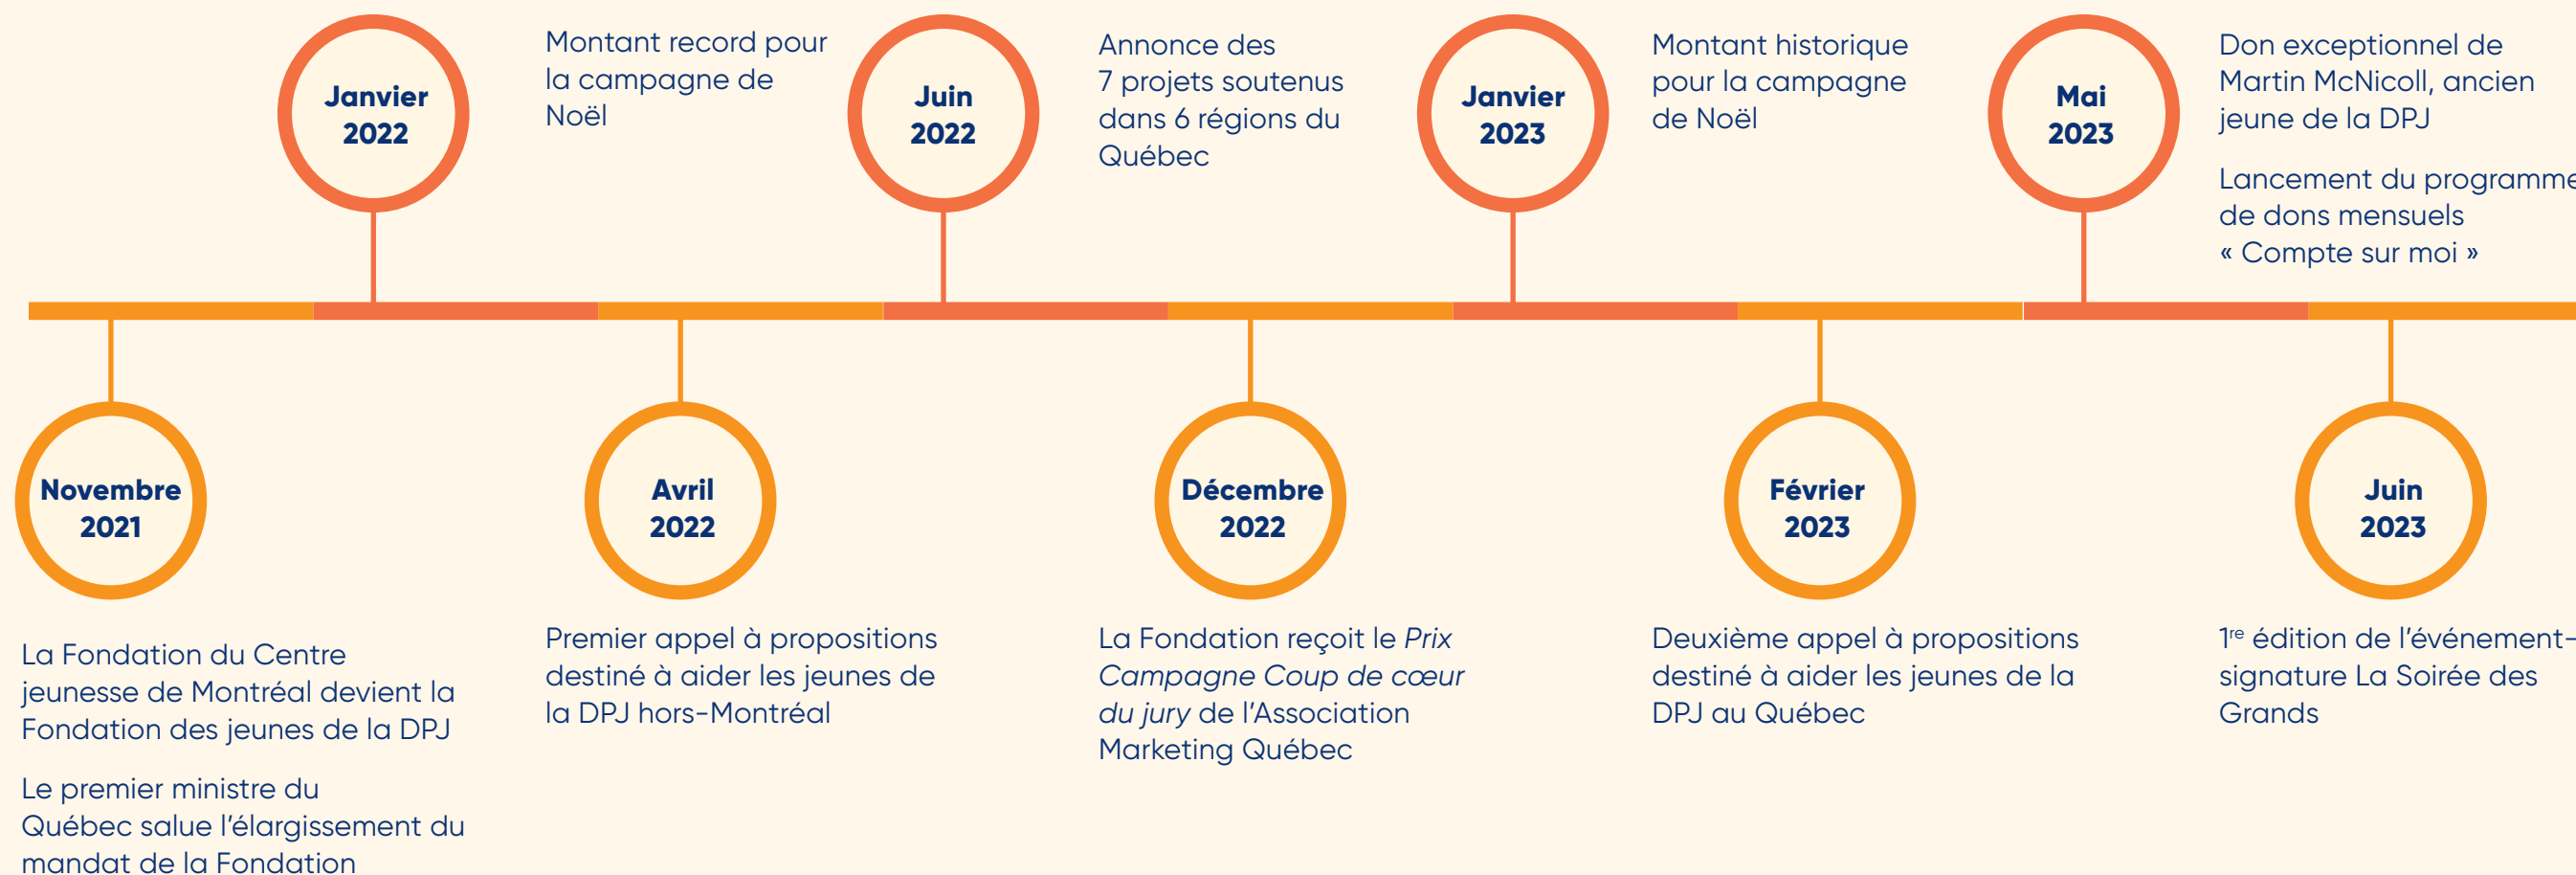 Janvier
2022
Montant record pour
la campagne de
Noël
Juin
2022
Annonce des
7 projets soutenus
dans 6 régions du
Québec
Janvier
2023
Montant historique
pour la campagne
de Noël
Mai
2023
Don exceptionnel de
Martin McNicoll, ancien
jeune de la DPJ
Lancement du programme
de dons mensuels
« Compte sur moi »
Novembre
2021
La Fondation du Centre
jeunesse de Montréal devient la
Fondation des jeunes de la DPJ
Le premier ministre du
Québec salue l’élargissement du
mandat de la Fondation
Avril
2022
Premier appel à propositions
destiné à aider les jeunes de
la DPJ hors-Montréal
Décembre
2022
La Fondation reçoit le Prix
Campagne Coup de cœur
du jury de l’Association
Marketing Québec
Février
2023
Deuxième appel à propositions
destiné à aider les jeunes de la
DPJ au Québec
Juin
2023
1re édition de l’événement-
signature La Soirée des
Grands